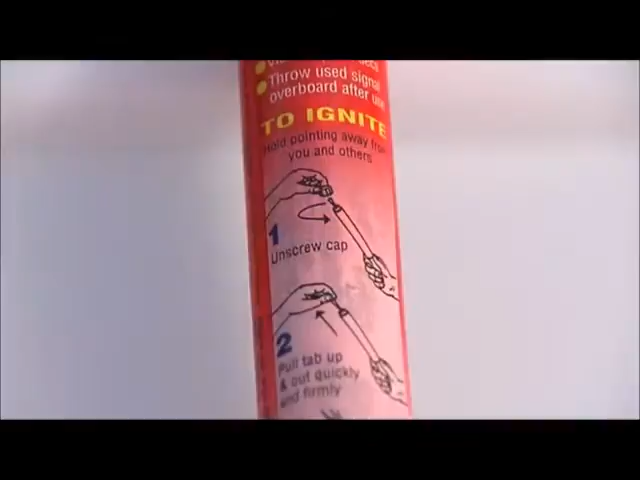 Throw used signal
overboard after use
TO IGNITE
Hold pointing away from
you and others
1
Unscrew cap
2
Pull tab up
& out quickly
and firmly